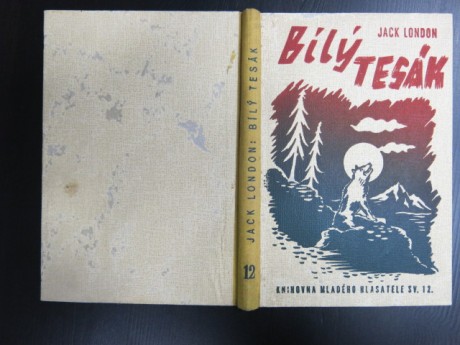 JACK LONDON
Bílý
TESÁK
KNIHOVNA MLADÉHO HLASATELE SV. 12.
JACK LONDON: BÍLÝ TESÁK
12